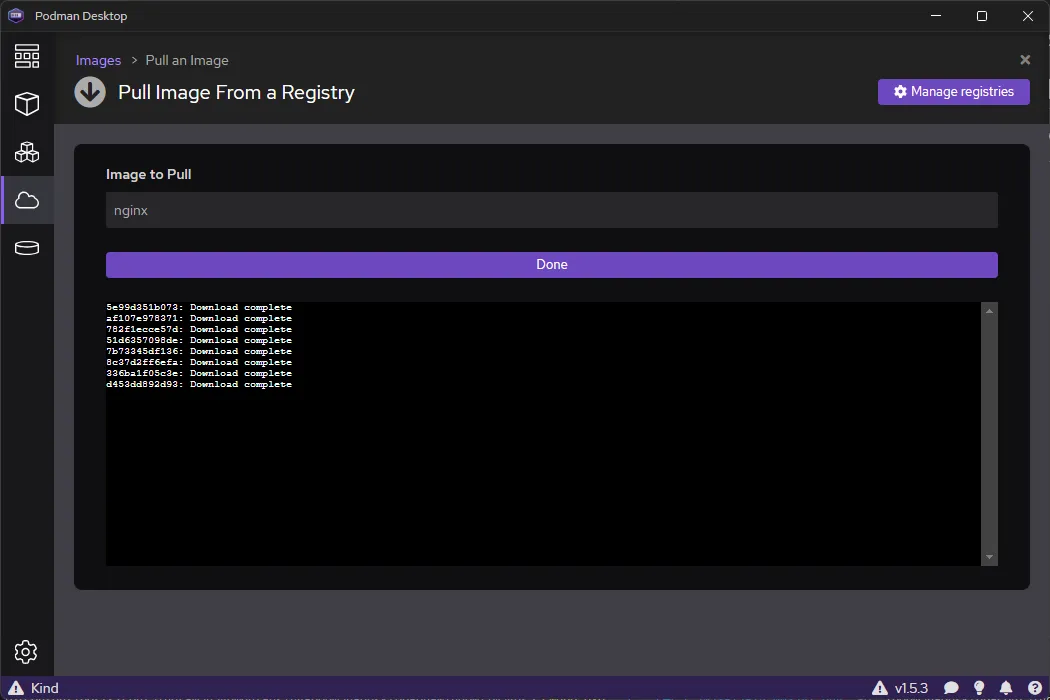 Podman Desktop
Images > Pull an Image
Pull Image From a Registry
Manage registries
Image to Pull
nginx
Done
5e99d351b073: Download complete
af107e978371: Download complete
782f1ecce57d: Download complete
51d6357098de: Download complete
7b73345df136: Download complete
8c37d2ff6efa: Download complete
336ba1f05c3e: Download complete
d453dd892d93: Download complete
Kind
v1.5.3